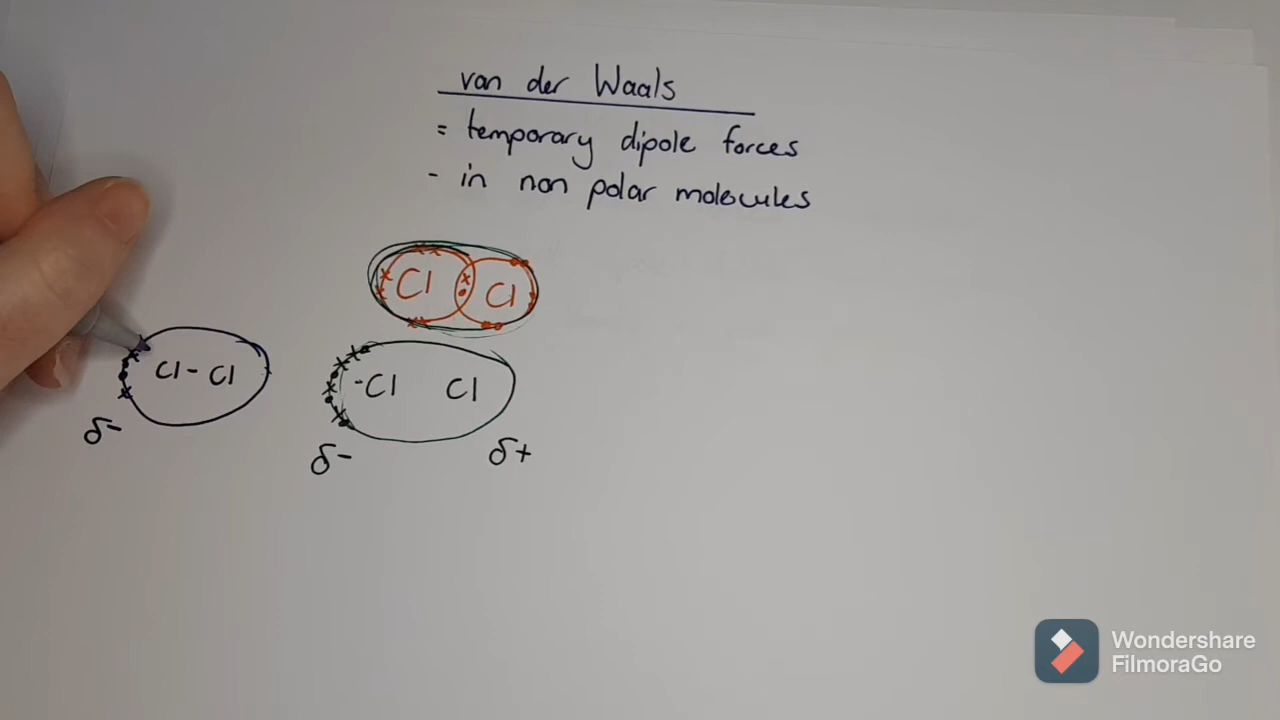 van der Waals
= temporary dipole forces
- in non polar molecules
Cl Cl
Cl - Cl
δ-
-Cl Cl
δ- δ+
Wondershare
FilmoraGo